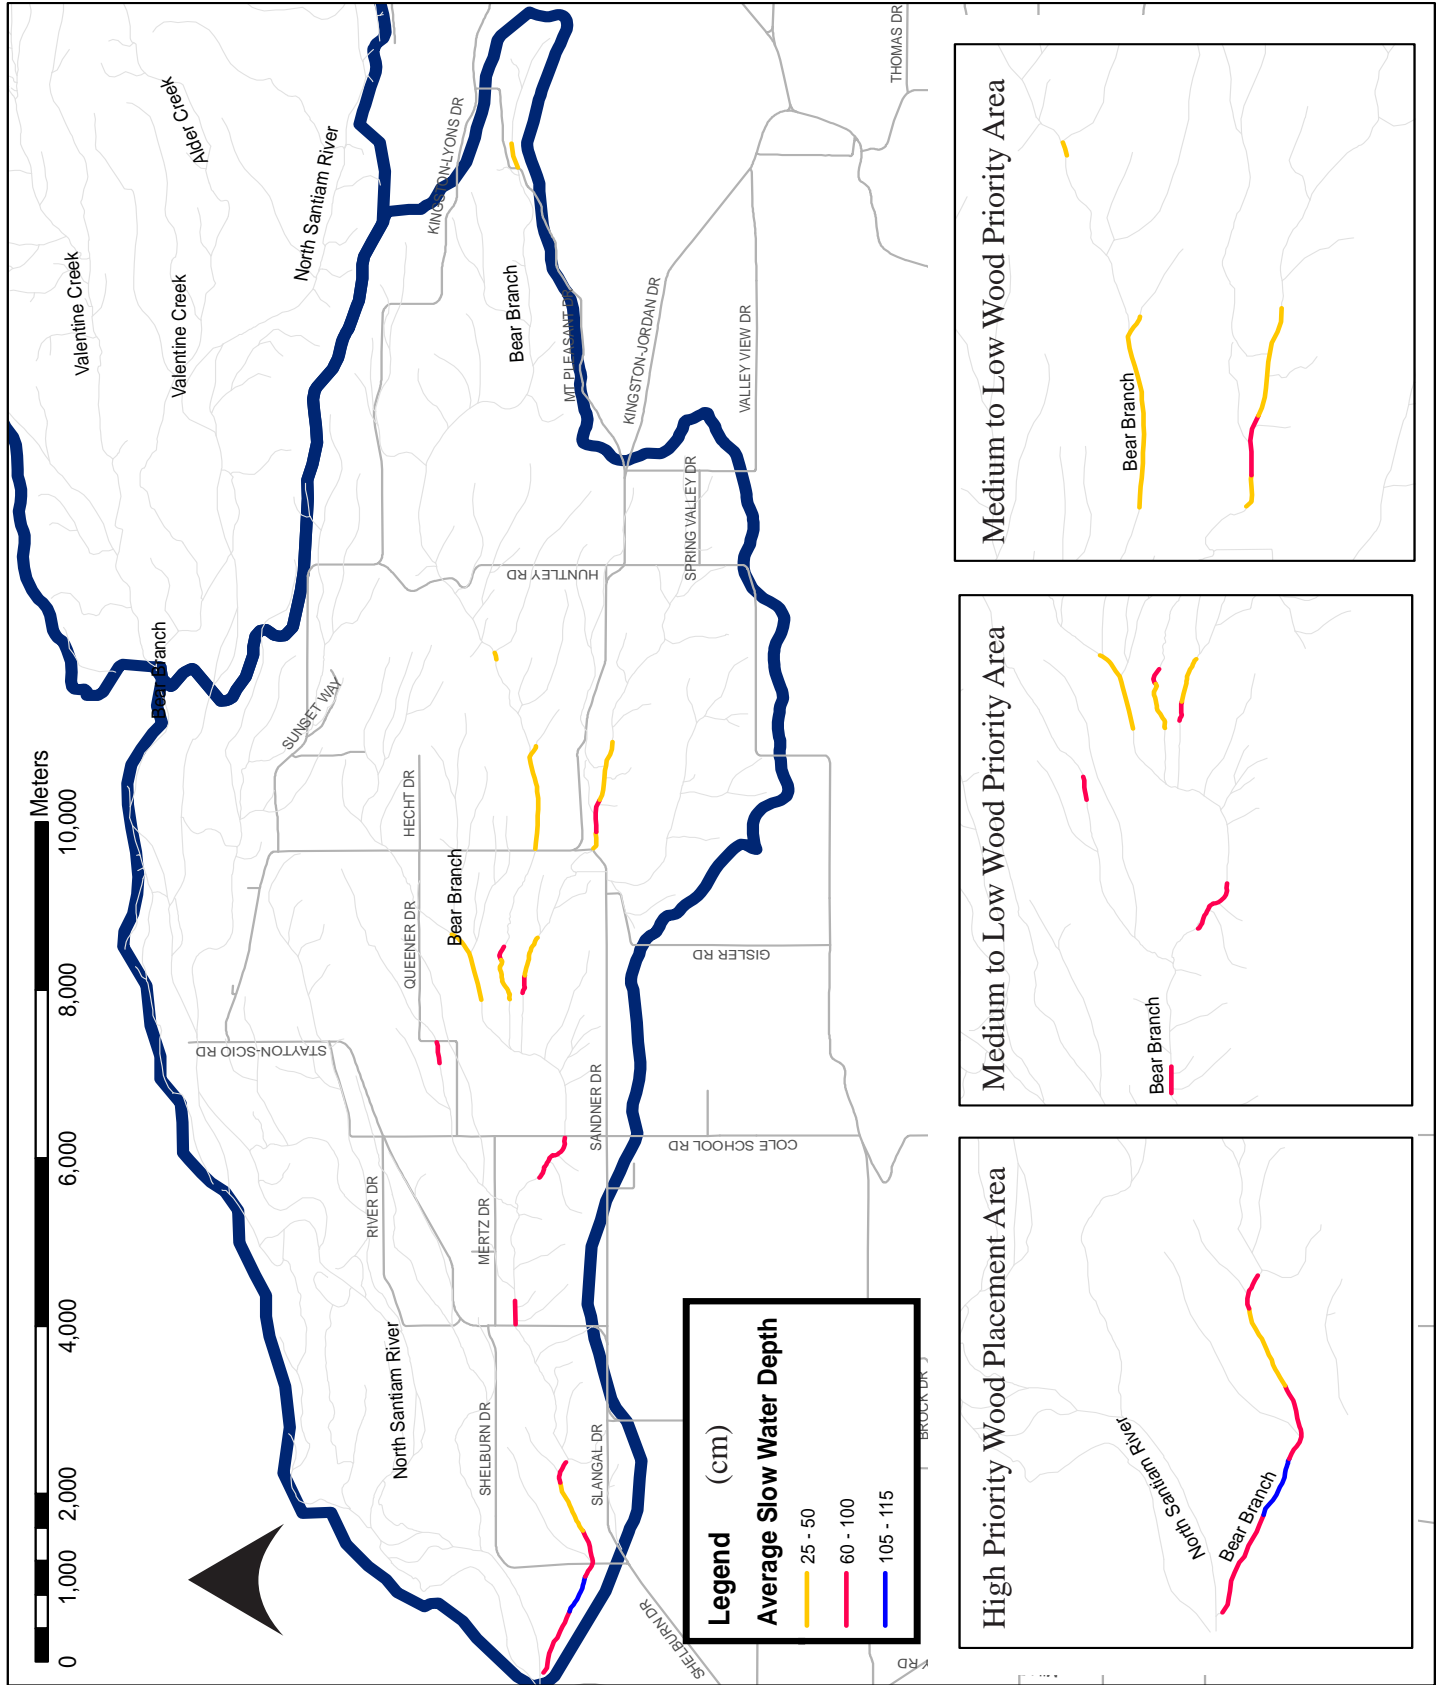 Valentine Creek
Valentine Creek
Alder Creek
North Santiam River
KINGSTON-LYONS DR
THOMAS DR
Bear Branch
MT PLEASANT DR
KINGSTON-JORDAN DR
VALLEY VIEW DR
SPRING VALLEY DR
HUNTLEY RD
Bear Branch
SUNSET WAY
HECHT DR
QUEENER DR
Bear Branch
GISLER RD
STAYTON-SCIO RD
SANDNER DR
COLE SCHOOL RD
RIVER DR
MERTZ DR
North Santiam River
SHELBURN DR
SLANGAL DR
SHELBURN DR
BROCK DR
RD
0 1,000 2,000 4,000 6,000 8,000 10,000
Meters
Legend (cm)
Average Slow Water Depth
25 - 50
60 - 100
105 - 115
High Priority Wood Placement Area
North Santiam River
Bear Branch
Medium to Low Wood Priority Area
Bear Branch
Medium to Low Wood Priority Area
Bear Branch